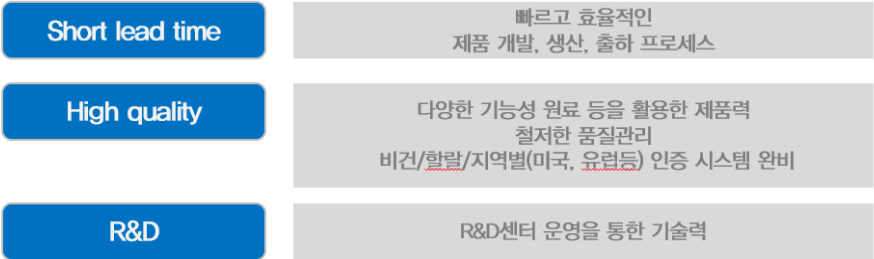 Short lead time
빠르고 효율적인
제품 개발, 생산, 출하 프로세스
High quality
다양한 기능성 원료 등을 활용한 제품력
철저한 품질관리
비건/할랄/지역별(미국, 유럽등) 인증 시스템 완비
R&D
R&D센터 운영을 통한 기술력